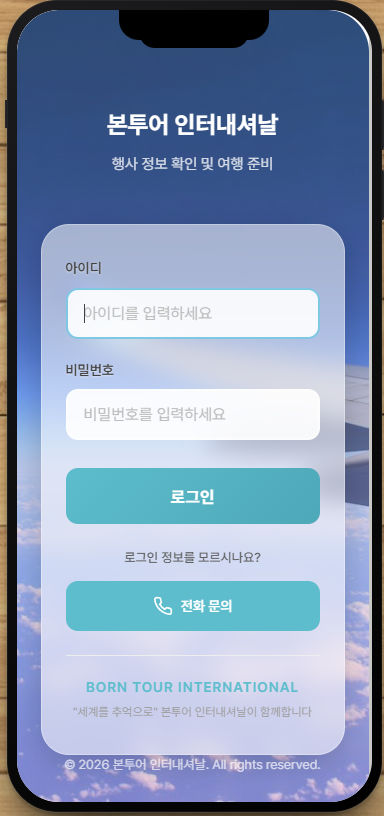 본투어 인터내셔날
행사 정보 확인 및 여행 준비
아이디
아이디를 입력하세요
비밀번호
비밀번호를 입력하세요
로그인
로그인 정보를 모르시나요?
전화 문의
BORN TOUR INTERNATIONAL
"세계를 추억으로" 본투어 인터내셔날이 함께합니다
© 2026 본투어 인터내셔날. All rights reserved.